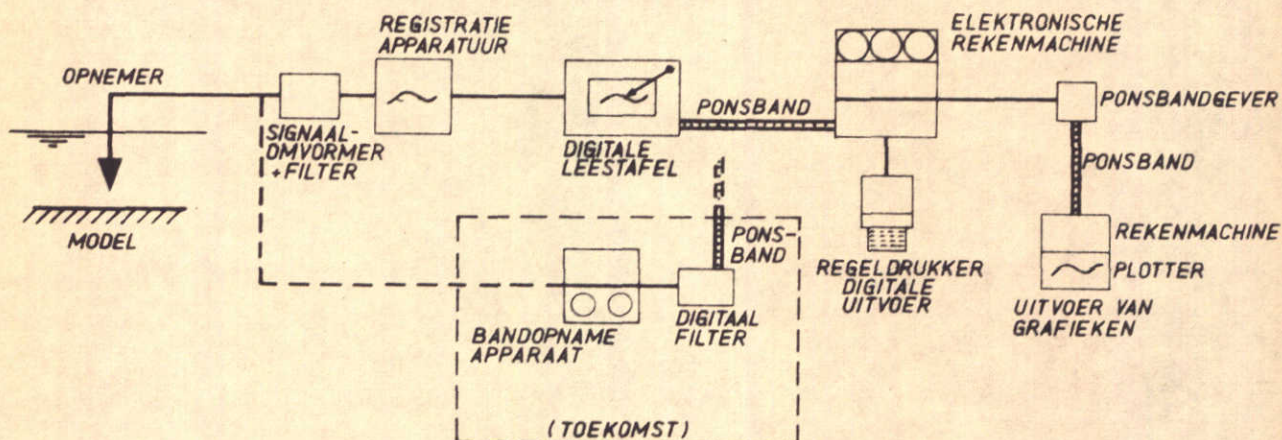 REGISTRATIE
APPARATUUR
ELEKTRONISCHE
REKENMACHINE
OPNEMER
SIGNAAL-
OMVORMER
+FILTER
DIGITALE
LEESTAFEL
PONSBAND
PONSBANDGEVER
PONSBAND
MODEL
PONS-
BAND
REGELDRUKKER
DIGITALE
UITVOER
REKENMACHINE
PLOTTER
UITVOER VAN
GRAFIEKEN
BANDOPNAME
APPARAAT
DIGITAAL
FILTER
(TOEKOMST)